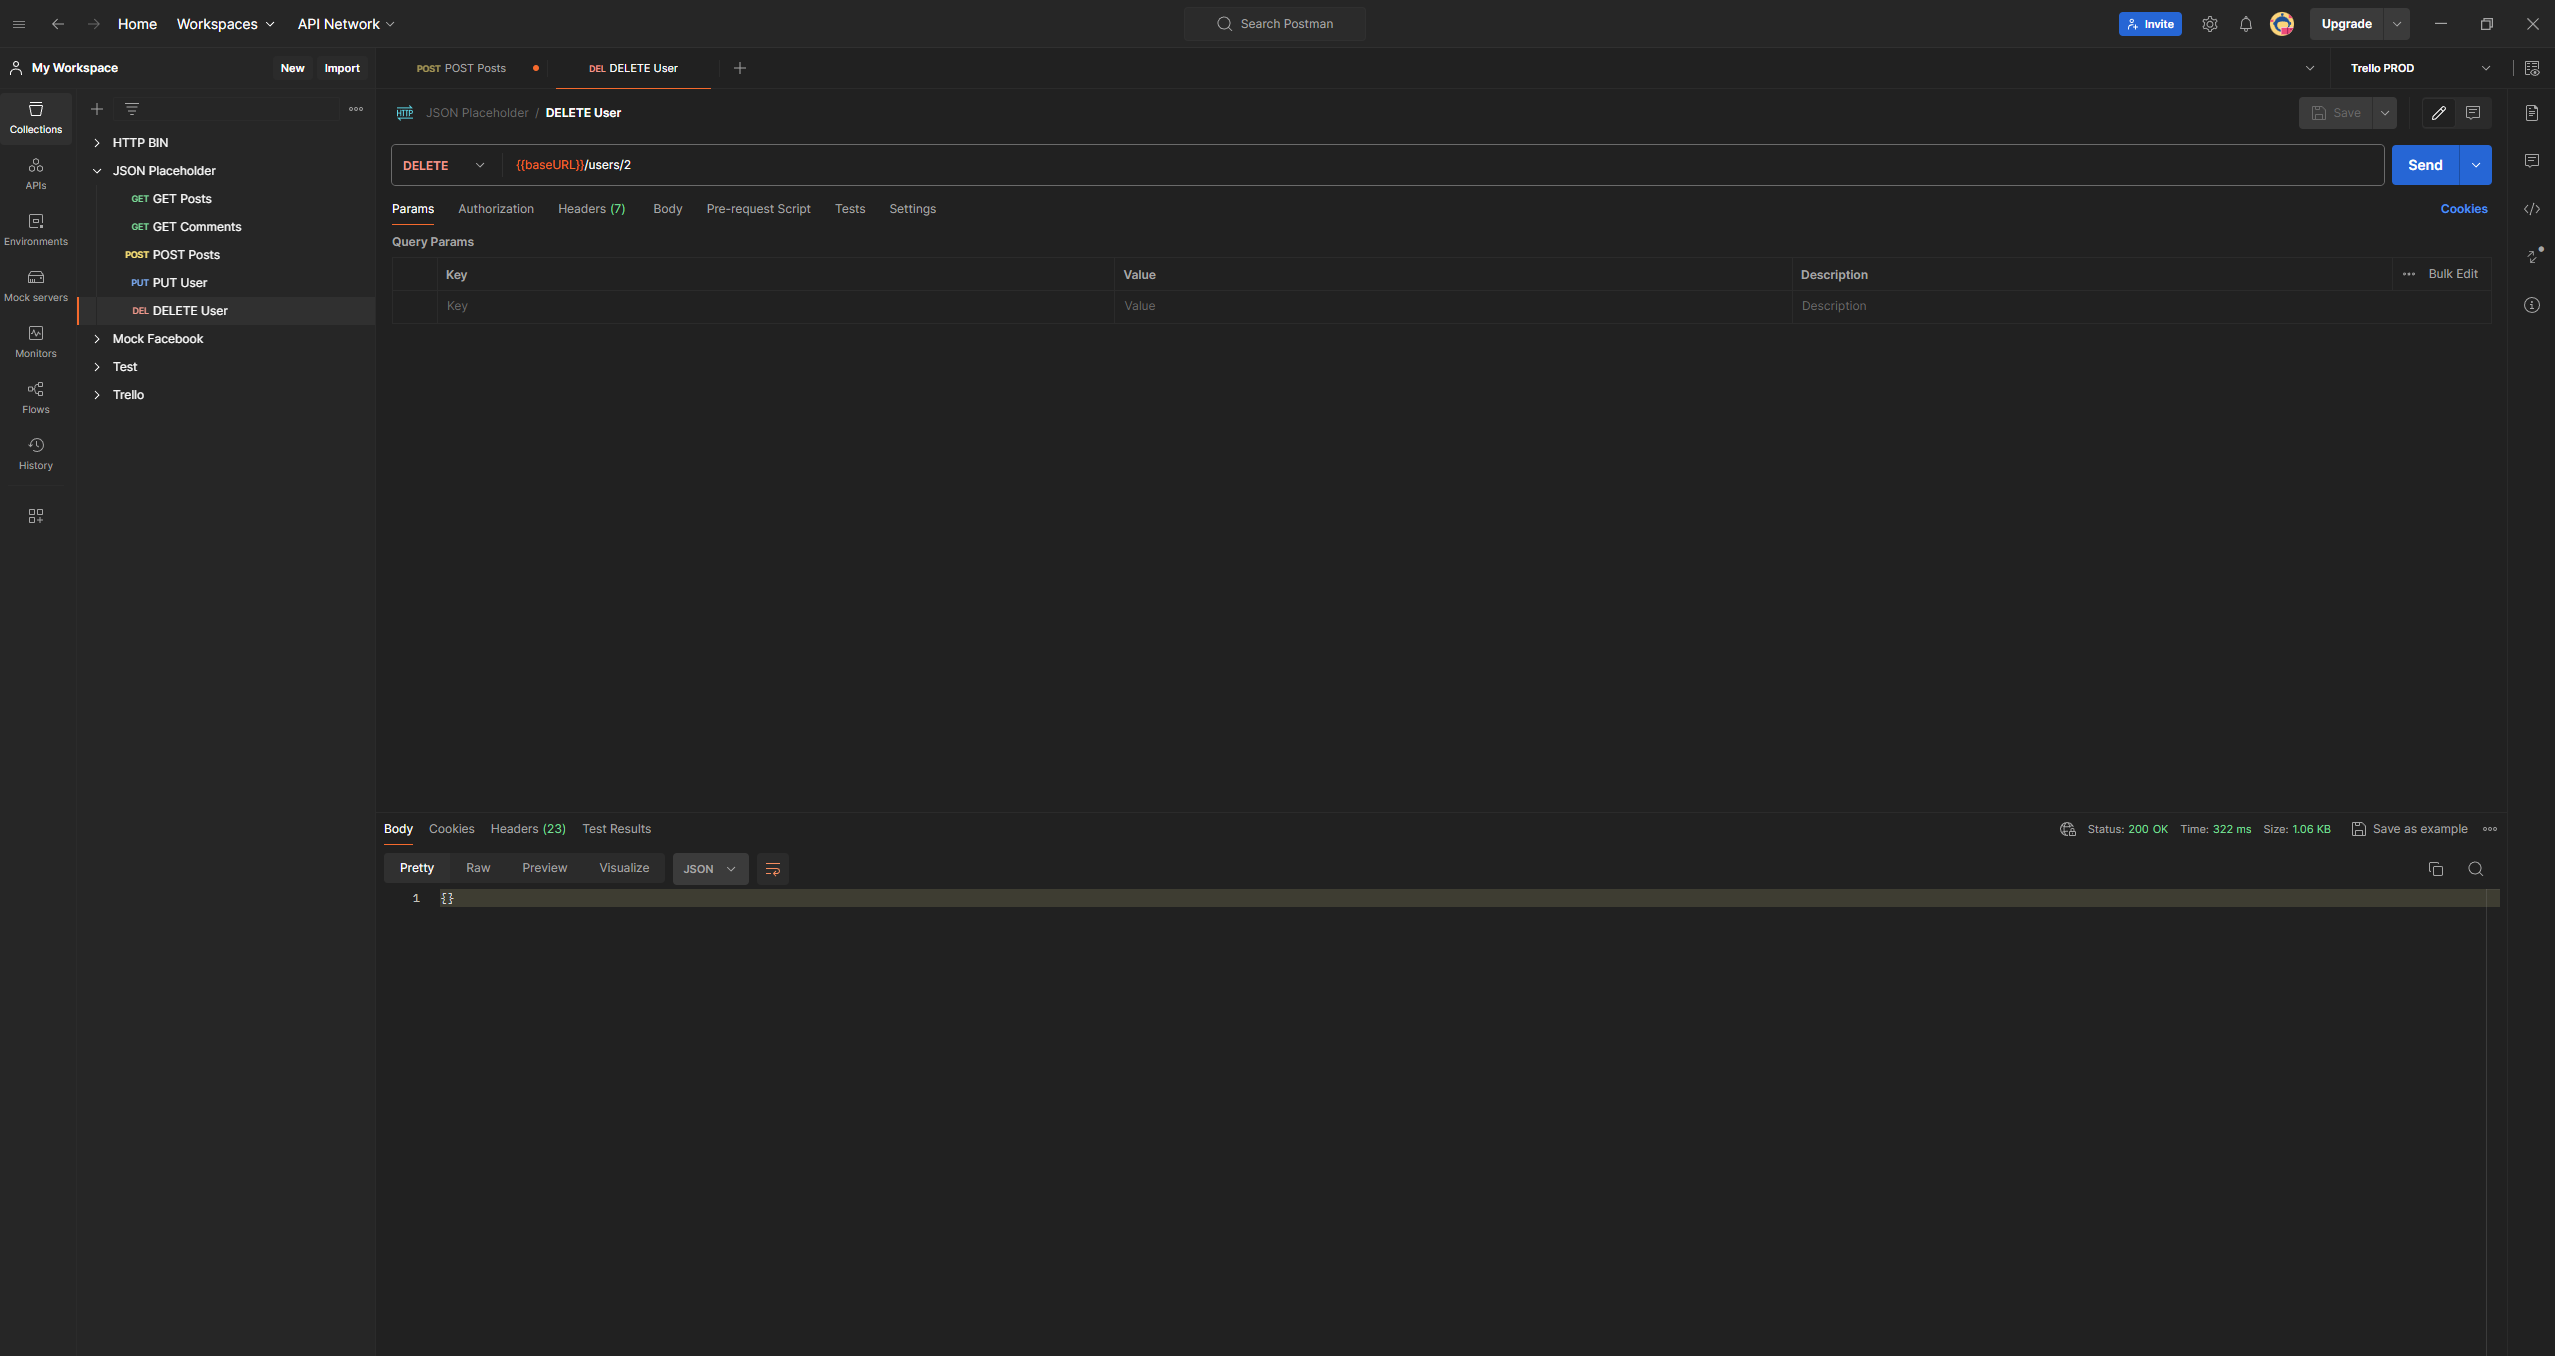 Home Workspaces API Network Search Postman Invite Upgrade
My Workspace New Import POST POST Posts DEL DELETE User Trello PROD
Collections
APIs
Environments
Mock servers
Monitors
Flows
History
HTTP BIN
JSON Placeholder
GET GET Posts
GET GET Comments
POST POST Posts
PUT PUT User
DEL DELETE User
Mock Facebook
Test
Trello
HTTP JSON Placeholder / DELETE User Save
DELETE {{baseURL}}/users/2 Send
Params Authorization Headers (7) Body Pre-request Script Tests Settings Cookies
Query Params
Key Value Description Bulk Edit
Key Value Description
Body Cookies Headers (23) Test Results Status: 200 OK Time: 322 ms Size: 1.06 KB Save as example
Pretty Raw Preview Visualize JSON
1 {}